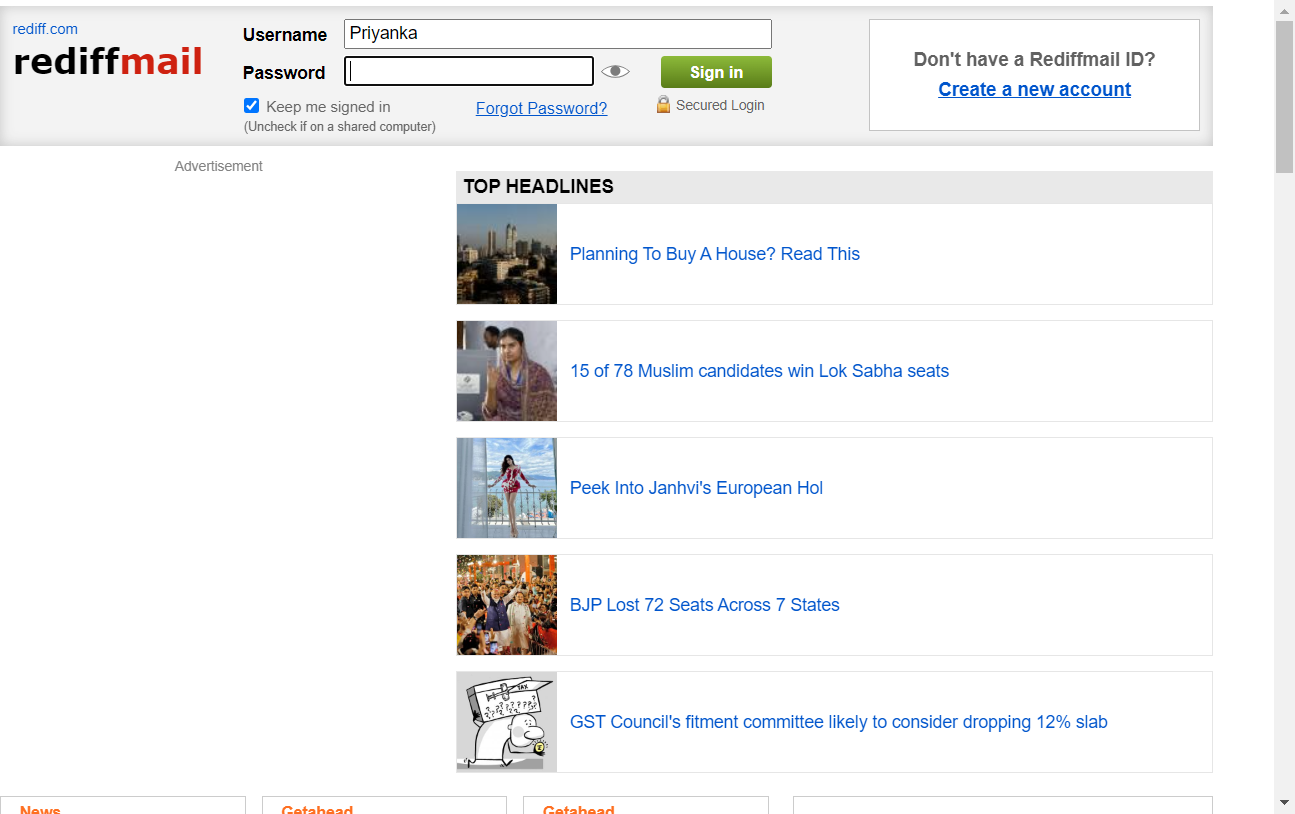 rediff.com
rediffmail
Username
Priyanka
Password
Sign in
Keep me signed in
(Uncheck if on a shared computer)
Forgot Password?
Secured Login
Don't have a Rediffmail ID?
Create a new account
Advertisement
TOP HEADLINES
Planning To Buy A House? Read This
15 of 78 Muslim candidates win Lok Sabha seats
Peek Into Janhvi's European Hol
BJP Lost 72 Seats Across 7 States
TAX
GST Council's fitment committee likely to consider dropping 12% slab
News
Getahead
Getahead